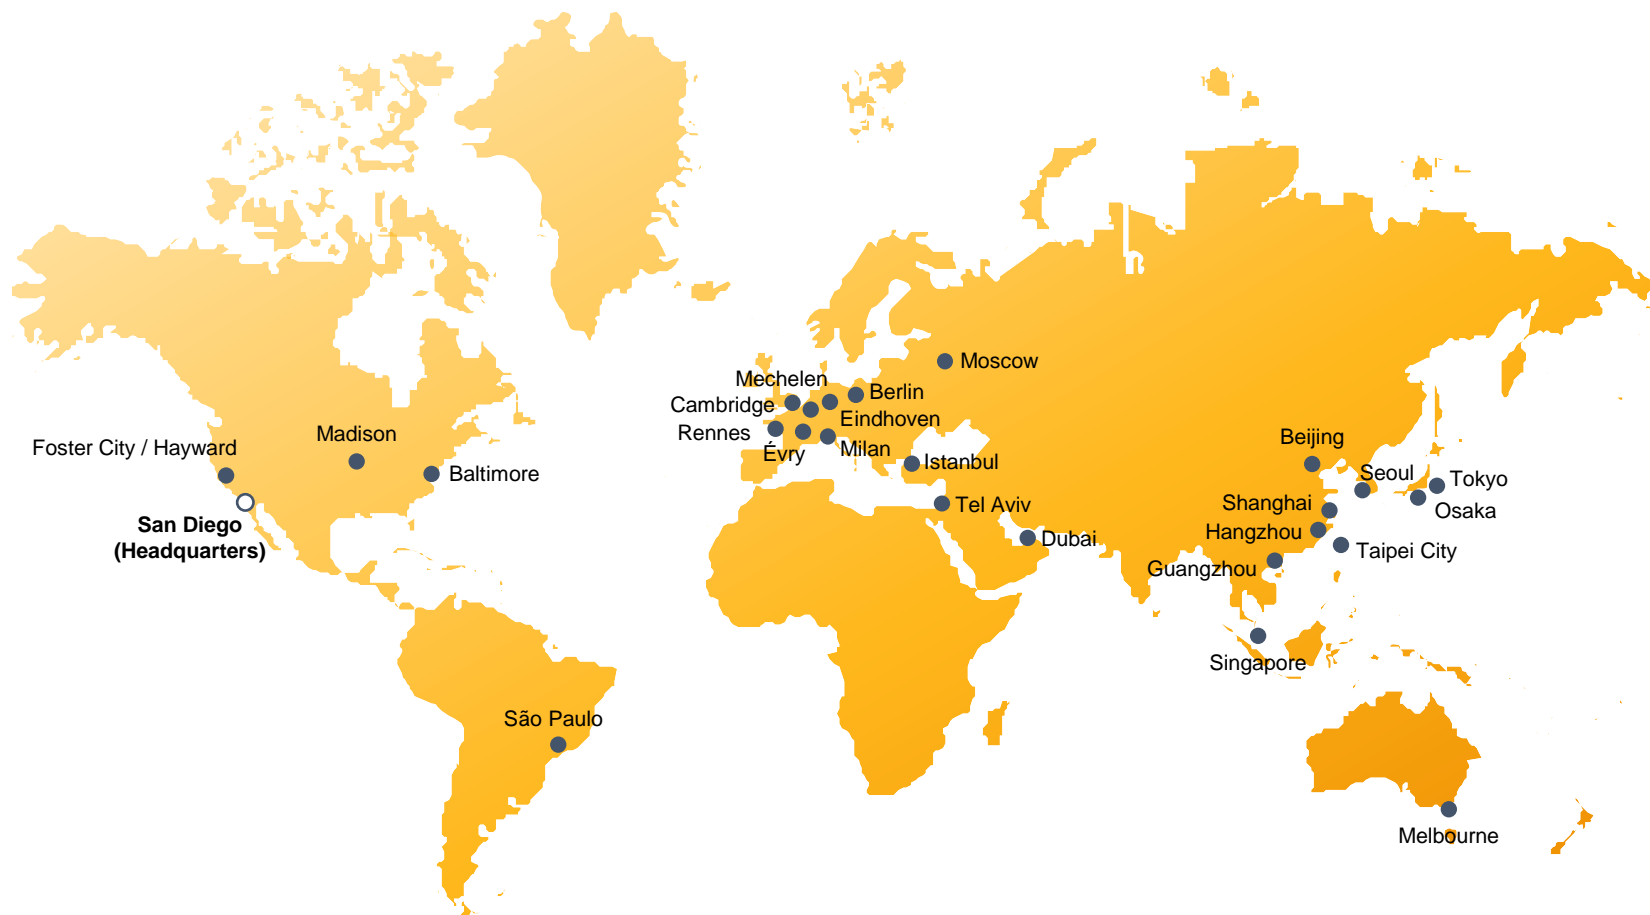 Moscow
Mechelen
Berlin
Cambridge
Eindhoven
Rennes
Évry
Milan
Istanbul
Madison
Foster City / Hayward
Baltimore
San Diego
(Headquarters)
Tel Aviv
Dubai
Beijing
Seoul
Tokyo
Shanghai
Osaka
Hangzhou
Taipei City
Guangzhou
Singapore
São Paulo
Melbourne